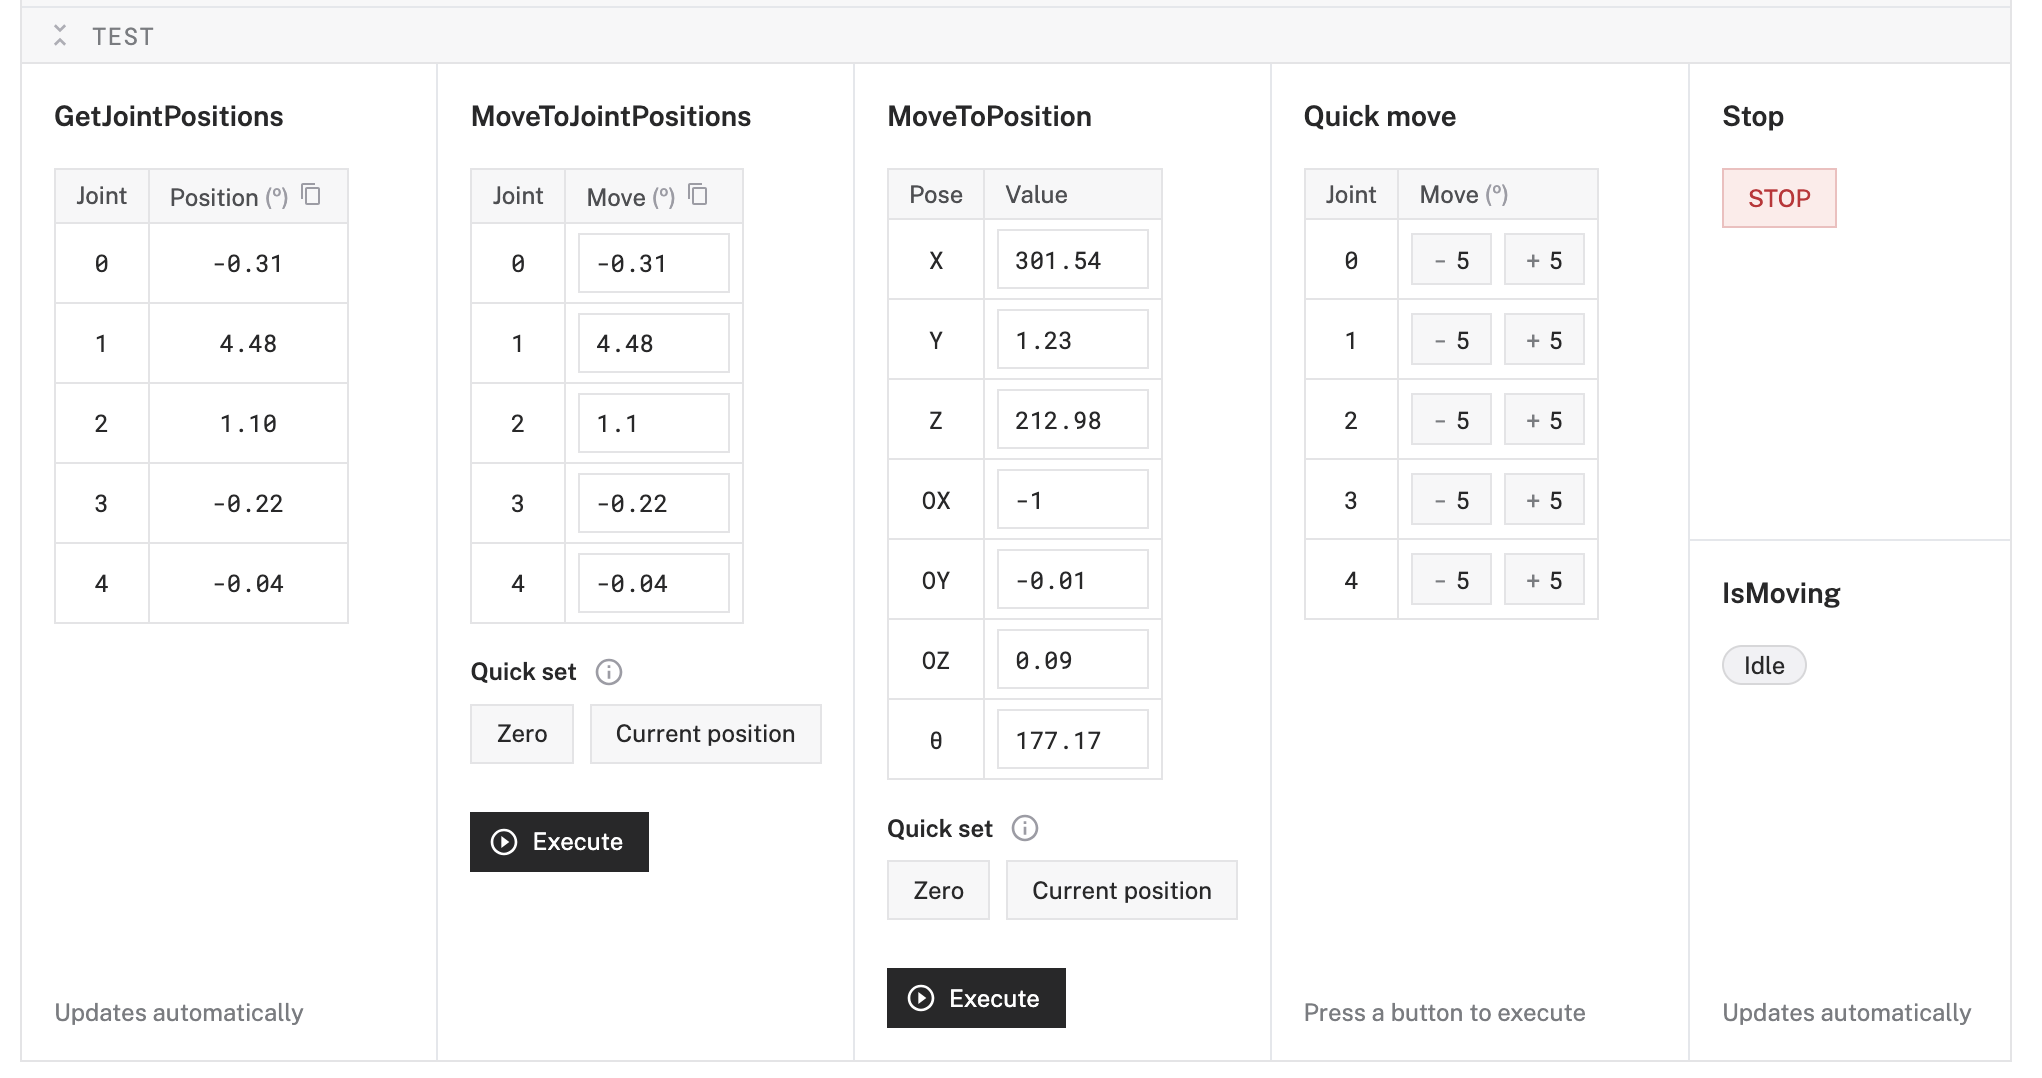 TEST
GetJointPositions
Joint Position (°)
0 -0.31
1 4.48
2 1.10
3 -0.22
4 -0.04
Updates automatically
MoveToJointPositions
Joint Move (°)
0 -0.31
1 4.48
2 1.1
3 -0.22
4 -0.04
Quick set
Zero Current position
Execute
MoveToPosition
Pose Value
X 301.54
Y 1.23
Z 212.98
OX -1
OY -0.01
OZ 0.09
θ 177.17
Quick set
Zero Current position
Execute
Quick move
Joint Move (°)
0 - 5 + 5
1 - 5 + 5
2 - 5 + 5
3 - 5 + 5
4 - 5 + 5
Press a button to execute
Stop
STOP
IsMoving
Idle
Updates automatically